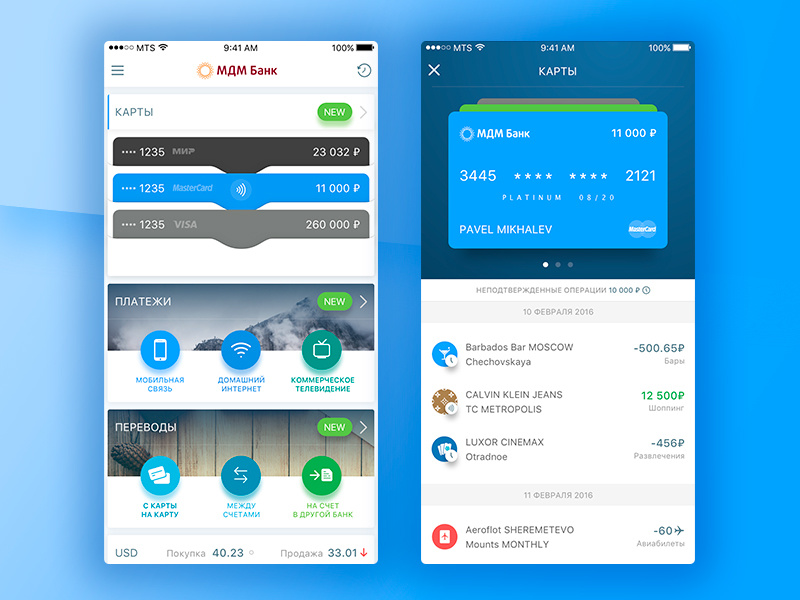 MTS 9:41 AM 100%
МДМ Банк
КАРТЫ NEW
•••• 1235 МИР 23 032 ₽
•••• 1235 MasterCard 11 000 ₽
•••• 1235 VISA 260 000 ₽
ПЛАТЕЖИ NEW
МОБИЛЬНАЯ СВЯЗЬ
ДОМАШНИЙ ИНТЕРНЕТ
КОММЕРЧЕСКОЕ ТЕЛЕВИДЕНИЕ
ПЕРЕВОДЫ NEW
С КАРТЫ НА КАРТУ
МЕЖДУ СЧЕТАМИ
НА СЧЕТ В ДРУГОЙ БАНК
USD Покупка 40.23 Продажа 33.01
MTS 9:41 AM 100%
КАРТЫ
МДМ Банк 11 000 ₽
3445 **** **** 2121
PLATINUM 08/20
PAVEL MIKHALEV MasterCard
НЕПОДТВЕРЖДЕННЫЕ ОПЕРАЦИИ 10 000 ₽
10 ФЕВРАЛЯ 2016
Barbados Bar MOSCOW -500.65₽
Chechovskaya Бары
CALVIN KLEIN JEANS 12 500₽
TC METROPOLIS Шоппинг
LUXOR CINEMAX -456₽
Otradnoe Развлечения
11 ФЕВРАЛЯ 2016
Aeroflot SHEREMETEVO -60
Mounts MONTHLY Авиабилеты